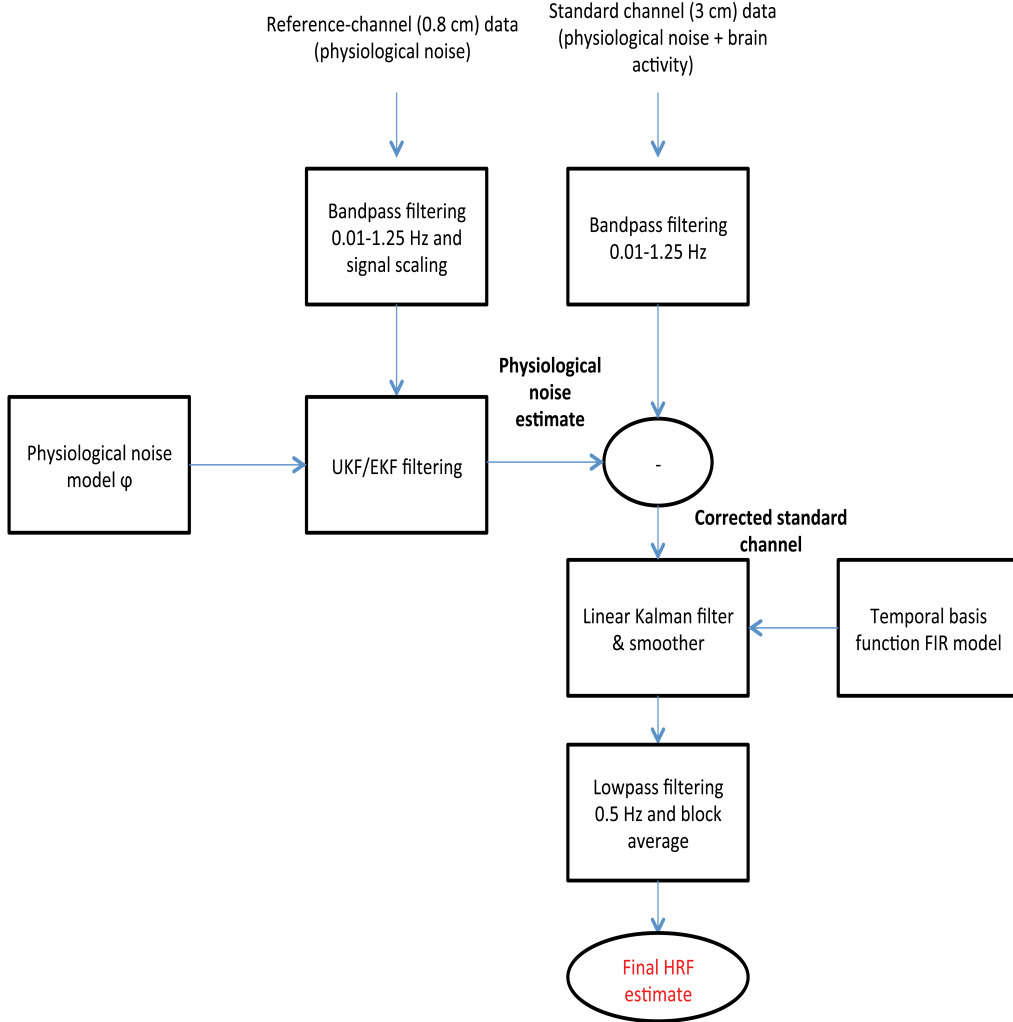 Reference-channel (0.8 cm) data
(physiological noise)
Standard channel (3 cm) data
(physiological noise + brain
activity)
Bandpass filtering
0.01-1.25 Hz and
signal scaling
Bandpass filtering
0.01-1.25 Hz
Physiological
noise
estimate
Physiological noise
model φ
UKF/EKF filtering
-
Corrected standard
channel
Linear Kalman filter
& smoother
Temporal basis
function FIR model
Lowpass filtering
0.5 Hz and block
average
Final HRF
estimate